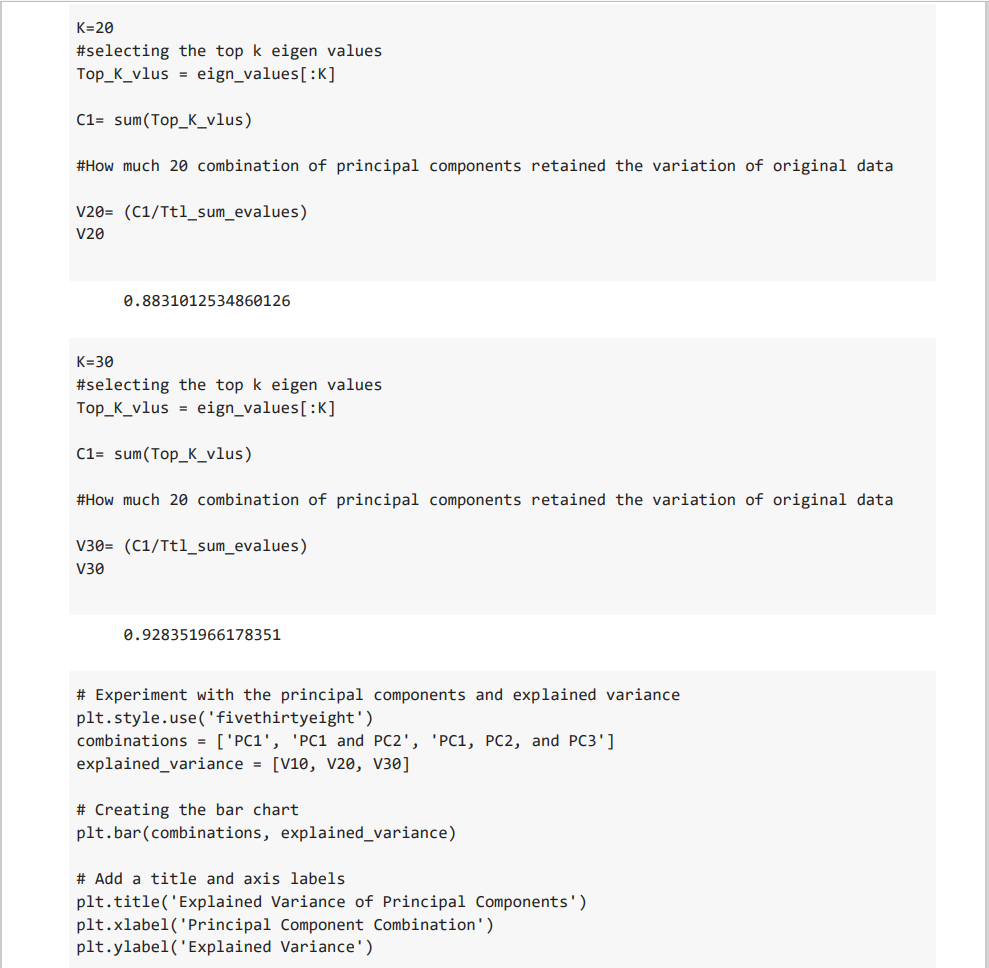 K=20
#selecting the top k eigen values
Top_K_vlus = eign_values[:K]
C1= sum(Top_K_vlus)
#How much 20 combination of principal components retained the variation of original data
V20= (C1/Ttl_sum_evalues)
V20
0.8831012534860126
K=30
#selecting the top k eigen values
Top_K_vlus = eign_values[:K]
C1= sum(Top_K_vlus)
#How much 20 combination of principal components retained the variation of original data
V30= (C1/Ttl_sum_evalues)
V30
0.928351966178351
# Experiment with the principal components and explained variance
plt.style.use('fivethirtyeight')
combinations = ['PC1', 'PC1 and PC2', 'PC1, PC2, and PC3']
explained_variance = [V10, V20, V30]
# Creating the bar chart
plt.bar(combinations, explained_variance)
# Add a title and axis labels
plt.title('Explained Variance of Principal Components')
plt.xlabel('Principal Component Combination')
plt.ylabel('Explained Variance')